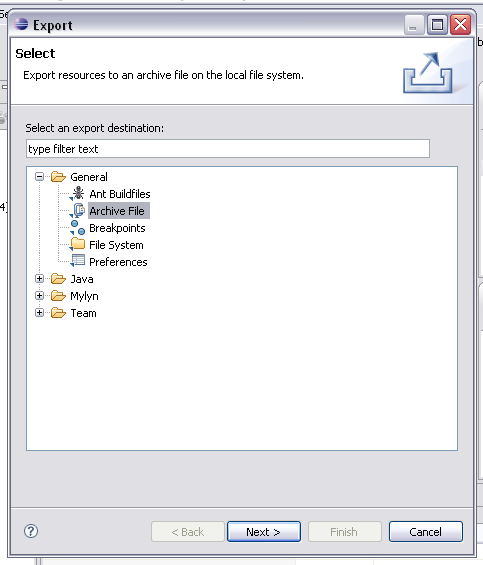 Export
Select
Export resources to an archive file on the local file system.
Select an export destination:
type filter text
General
Ant Buildfiles
Archive File
Breakpoints
File System
Preferences
Java
Mylyn
Team
< Back
Next >
Finish
Cancel